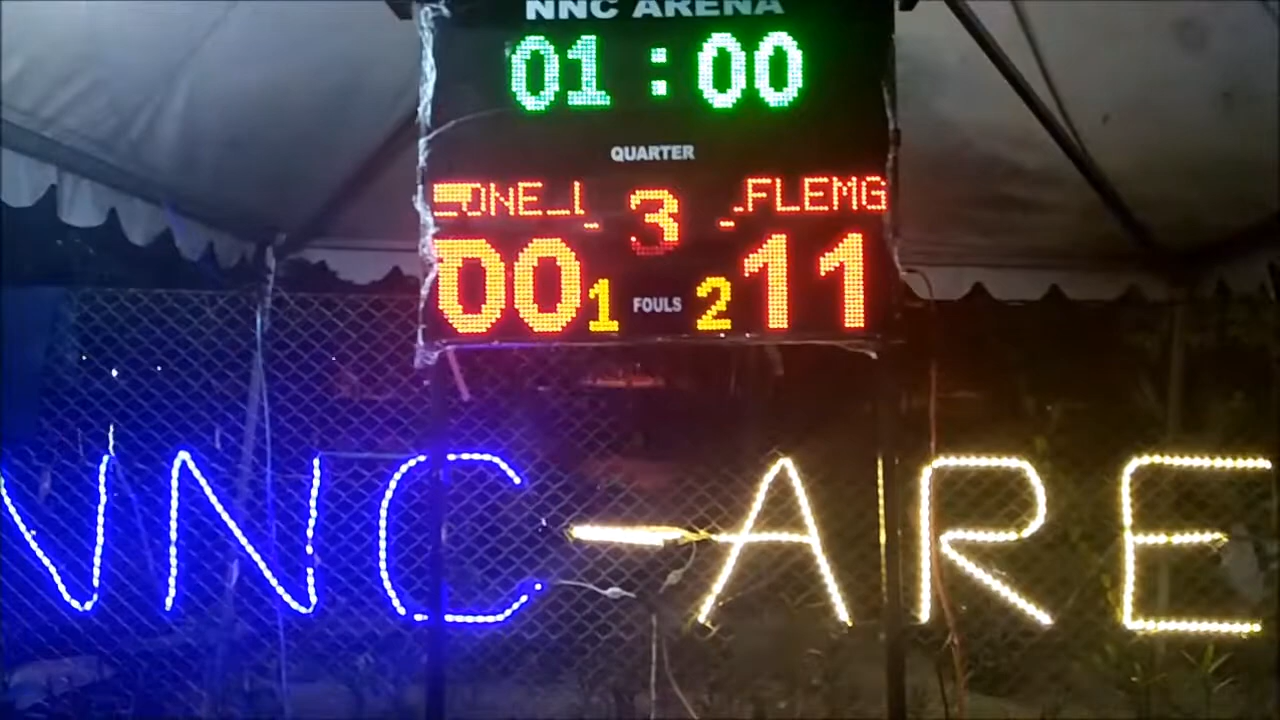 NNC ARENA
01:00
QUARTER
3
FLEMG
00 1 FOULS 2 11
NNC-ARE